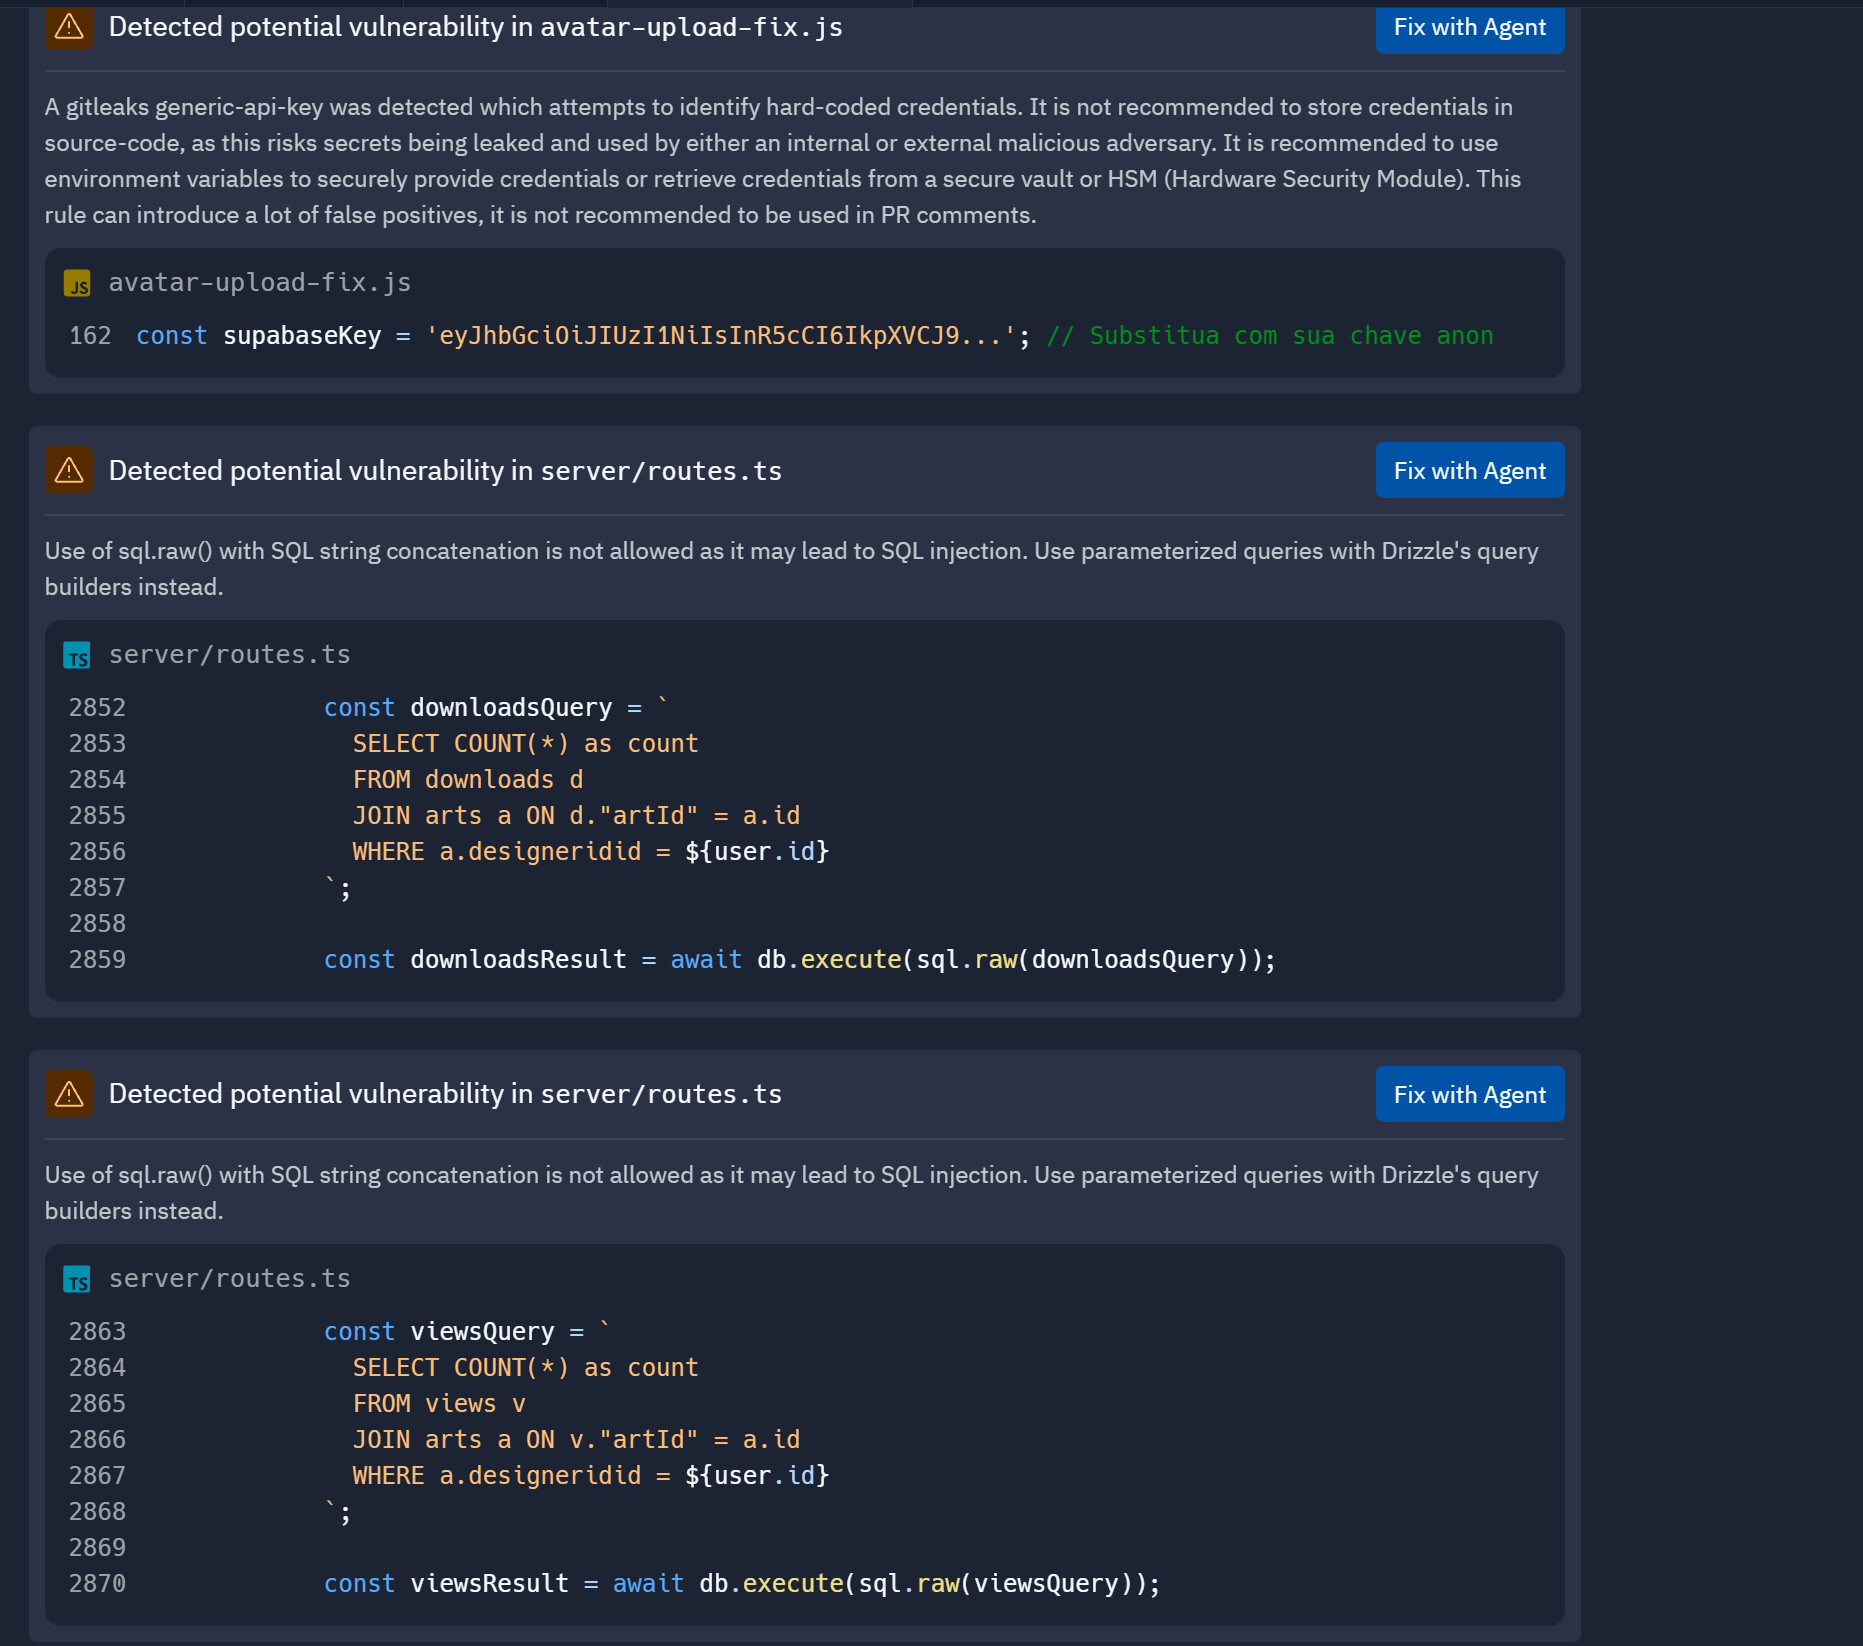 Detected potential vulnerability in avatar-upload-fix.js
Fix with Agent
A gitleaks generic-api-key was detected which attempts to identify hard-coded credentials. It is not recommended to store credentials in
source-code, as this risks secrets being leaked and used by either an internal or external malicious adversary. It is recommended to use
environment variables to securely provide credentials or retrieve credentials from a secure vault or HSM (Hardware Security Module). This
rule can introduce a lot of false positives, it is not recommended to be used in PR comments.
JS avatar-upload-fix.js
162 const supabaseKey = 'eyJhbGciOiJIUzI1NiIsInR5cCI6IkpXVCJ9...'; // Substitua com sua chave anon
Detected potential vulnerability in server/routes.ts
Fix with Agent
Use of sql.raw() with SQL string concatenation is not allowed as it may lead to SQL injection. Use parameterized queries with Drizzle's query
builders instead.
TS server/routes.ts
2852 const downloadsQuery = `
2853 SELECT COUNT(*) as count
2854 FROM downloads d
2855 JOIN arts a ON d."artId" = a.id
2856 WHERE a.designeridid = ${user.id}
2857 `;
2858
2859 const downloadsResult = await db.execute(sql.raw(downloadsQuery));
Detected potential vulnerability in server/routes.ts
Fix with Agent
Use of sql.raw() with SQL string concatenation is not allowed as it may lead to SQL injection. Use parameterized queries with Drizzle's query
builders instead.
TS server/routes.ts
2863 const viewsQuery = `
2864 SELECT COUNT(*) as count
2865 FROM views v
2866 JOIN arts a ON v."artId" = a.id
2867 WHERE a.designeridid = ${user.id}
2868 `;
2869
2870 const viewsResult = await db.execute(sql.raw(viewsQuery));